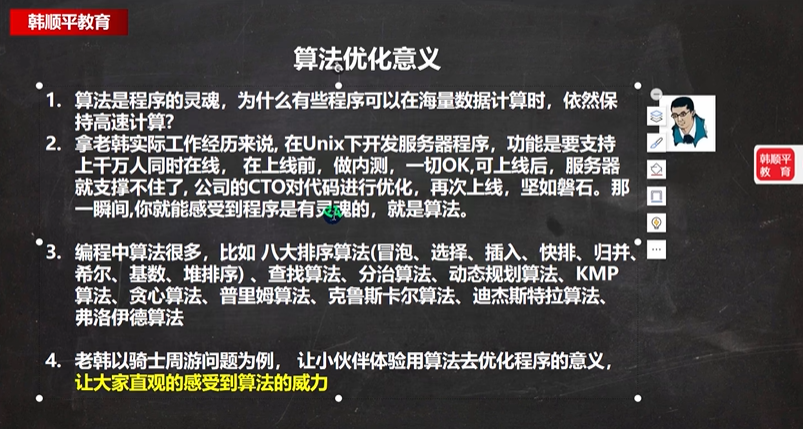 韩顺平教育
算法优化意义
1. 算法是程序的灵魂，为什么有些程序可以在海量数据计算时，依然保
持高速计算?
2. 拿老韩实际工作经历来说, 在Unix下开发服务器程序，功能是要支持
上千万人同时在线， 在上线前，做内测，一切OK,可上线后，服务器
就支撑不住了, 公司的CTO对代码进行优化，再次上线，坚如磐石。那
一瞬间,你就能感受到程序是有灵魂的，就是算法。
3. 编程中算法很多，比如 八大排序算法(冒泡、选择、插入、快排、归并、
希尔、基数、堆排序) 、查找算法、分治算法、动态规划算法、KMP
算法、贪心算法、普里姆算法、克鲁斯卡尔算法、迪杰斯特拉算法、
弗洛伊德算法
4. 老韩以骑士周游问题为例， 让小伙伴体验用算法去优化程序的意义，
让大家直观的感受到算法的威力
韩顺平
教 育